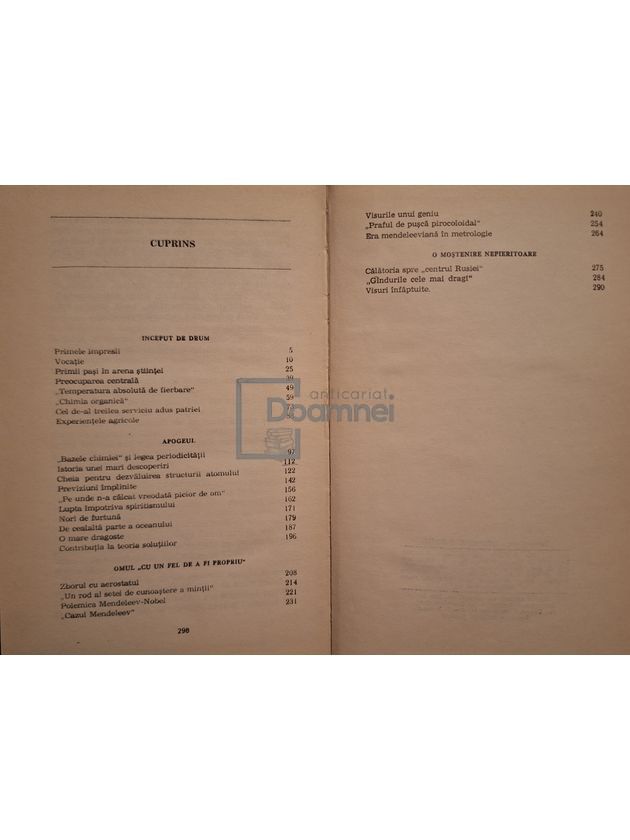 CUPRINS
INCEPUT DE DRUM
Primele impresii 5
Vocație 10
Primii pași în arena științei 25
Preocuparea centrală 39
„Temperatura absolută de fierbare“ 49
„Chimia organică“ 59
Cel de-al treilea serviciu adus patriei
Experiențele agricole
APOGEUL
„Bazele chimiei“ și legea periodicității 97
Istoria unei mari descoperiri 112
Cheia pentru dezvăluirea structurii atomului 122
Previziuni împlinite 142
„Pe unde n-a călcat vreodată picior de om“ 156
Lupta împotriva spiritismului 162
Nori de furtună 171
De cealaltă parte a oceanului 179
O mare dragoste 187
Contribuția la teoria soluțiilor 196
OMUL „CU UN FEL DE A FI PROPRIU“
Zborul cu aerostatul 208
„Un rod al setei de cunoaștere a minții“ 214
Polemica Mendeleev-Nobel 221
„Cazul Mendeleev“ 231
298
Visurile unui geniu 240
„Praful de pușcă pirocoloidal“ 254
Era mendeleeviană în metrologie 264
O MOȘTENIRE NEPIERITOARE
Călătoria spre „centrul Rusiei“ 275
„Gîndurile cele mai dragi“ 284
Visuri înfăptuite. 290
anticariat
Doamnei